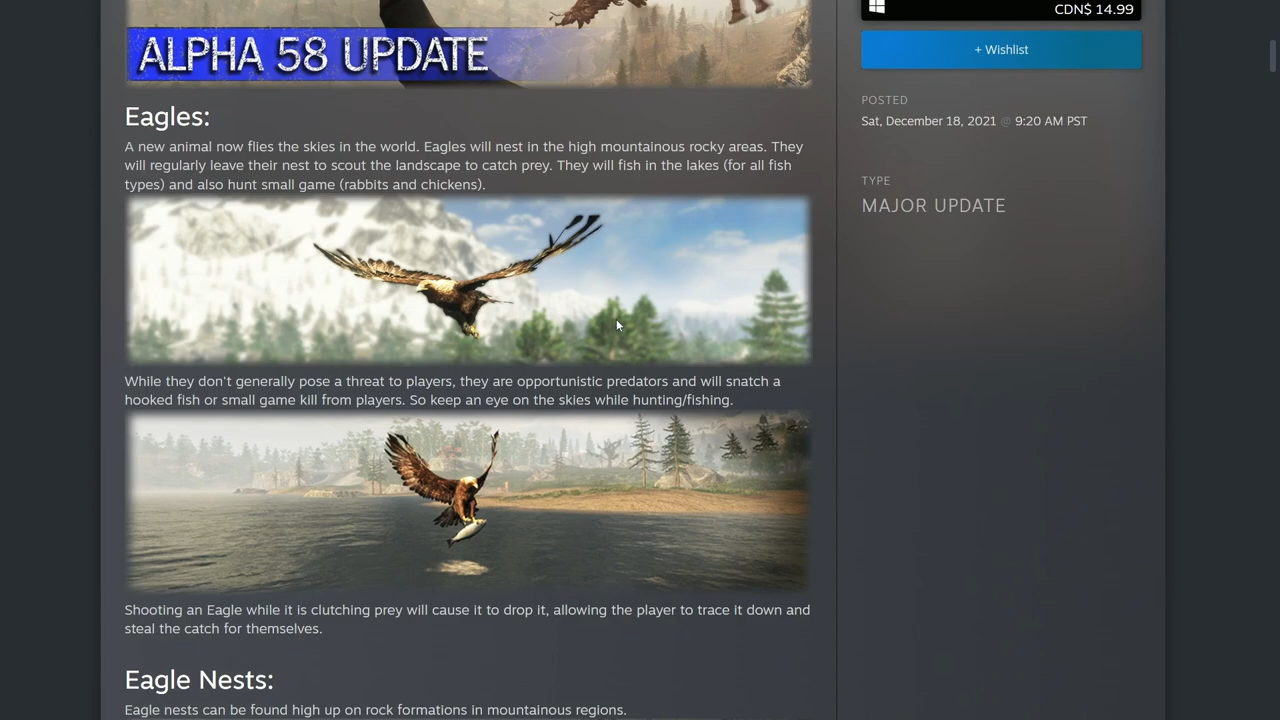 ALPHA 58 UPDATE
Eagles:
A new animal now flies the skies in the world. Eagles will nest in the high mountainous rocky areas. They
will regularly leave their nest to scout the landscape to catch prey. They will fish in the lakes (for all fish
types) and also hunt small game (rabbits and chickens).
While they don't generally pose a threat to players, they are opportunistic predators and will snatch a
hooked fish or small game kill from players. So keep an eye on the skies while hunting/fishing.
Shooting an Eagle while it is clutching prey will cause it to drop it, allowing the player to trace it down and
steal the catch for themselves.
Eagle Nests:
Eagle nests can be found high up on rock formations in mountainous regions.
CDN$ 14.99
+ Wishlist
POSTED
Sat, December 18, 2021 @ 9:20 AM PST
TYPE
MAJOR UPDATE